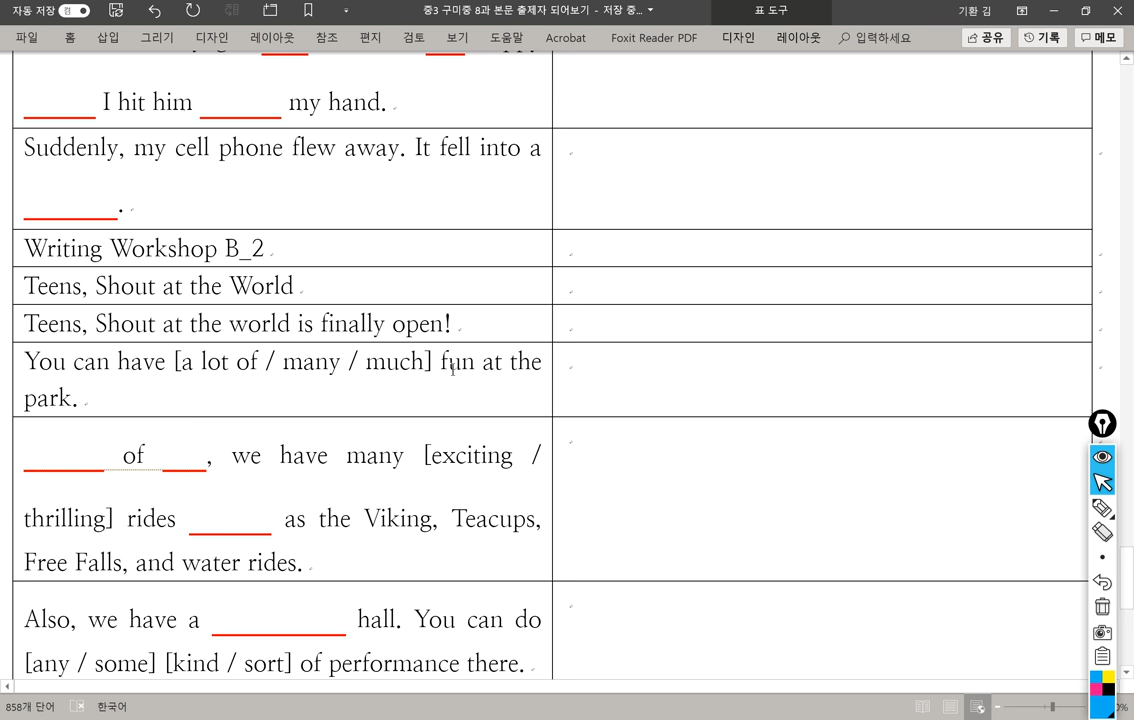 자동 저장 켬 중3 구미중 8과 본문 출제자 되어보기 - 저장 중... 표 도구 기환 김
파일 홈 삽입 그리기 디자인 레이아웃 참조 편지 검토 보기 도움말 Acrobat Foxit Reader PDF 디자인 레이아웃 입력하세요 공유 기록 메모
I hit him my hand.
Suddenly, my cell phone flew away. It fell into a
.
Writing Workshop B_2
Teens, Shout at the World
Teens, Shout at the world is finally open!
You can have [a lot of / many / much] fun at the
park.
of , we have many [exciting /
thrilling] rides as the Viking, Teacups,
Free Falls, and water rides.
Also, we have a hall. You can do
[any / some] [kind / sort] of performance there.
858개 단어 한국어